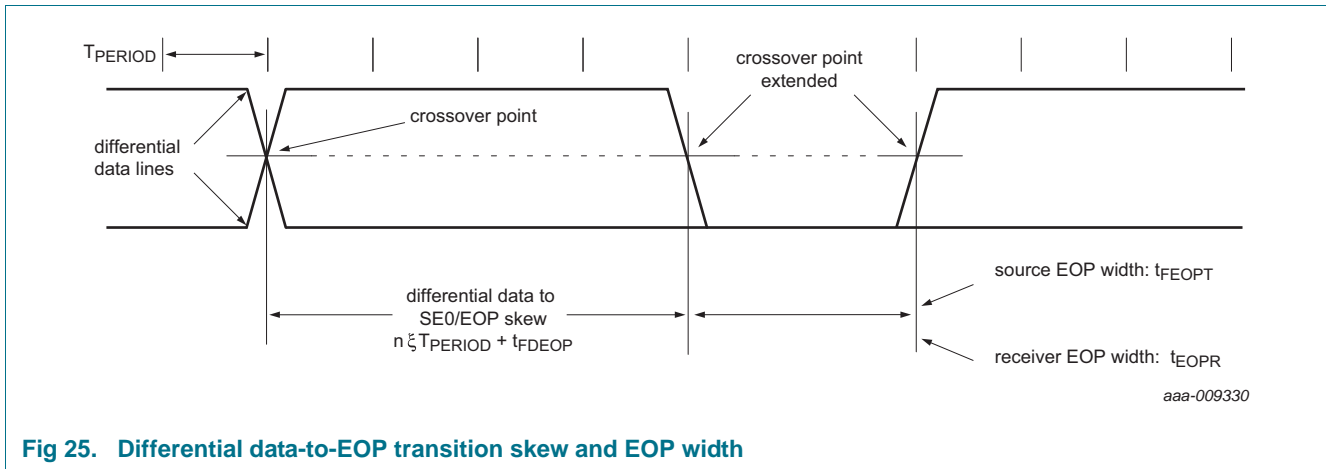 TPERIOD
crossover point
extended
crossover point
differential
data lines
differential data to
SE0/EOP skew
n ξ TPERIOD + tFDEOP
source EOP width: tFEOPT
receiver EOP width: tEOPR
aaa-009330
Fig 25. Differential data-to-EOP transition skew and EOP width